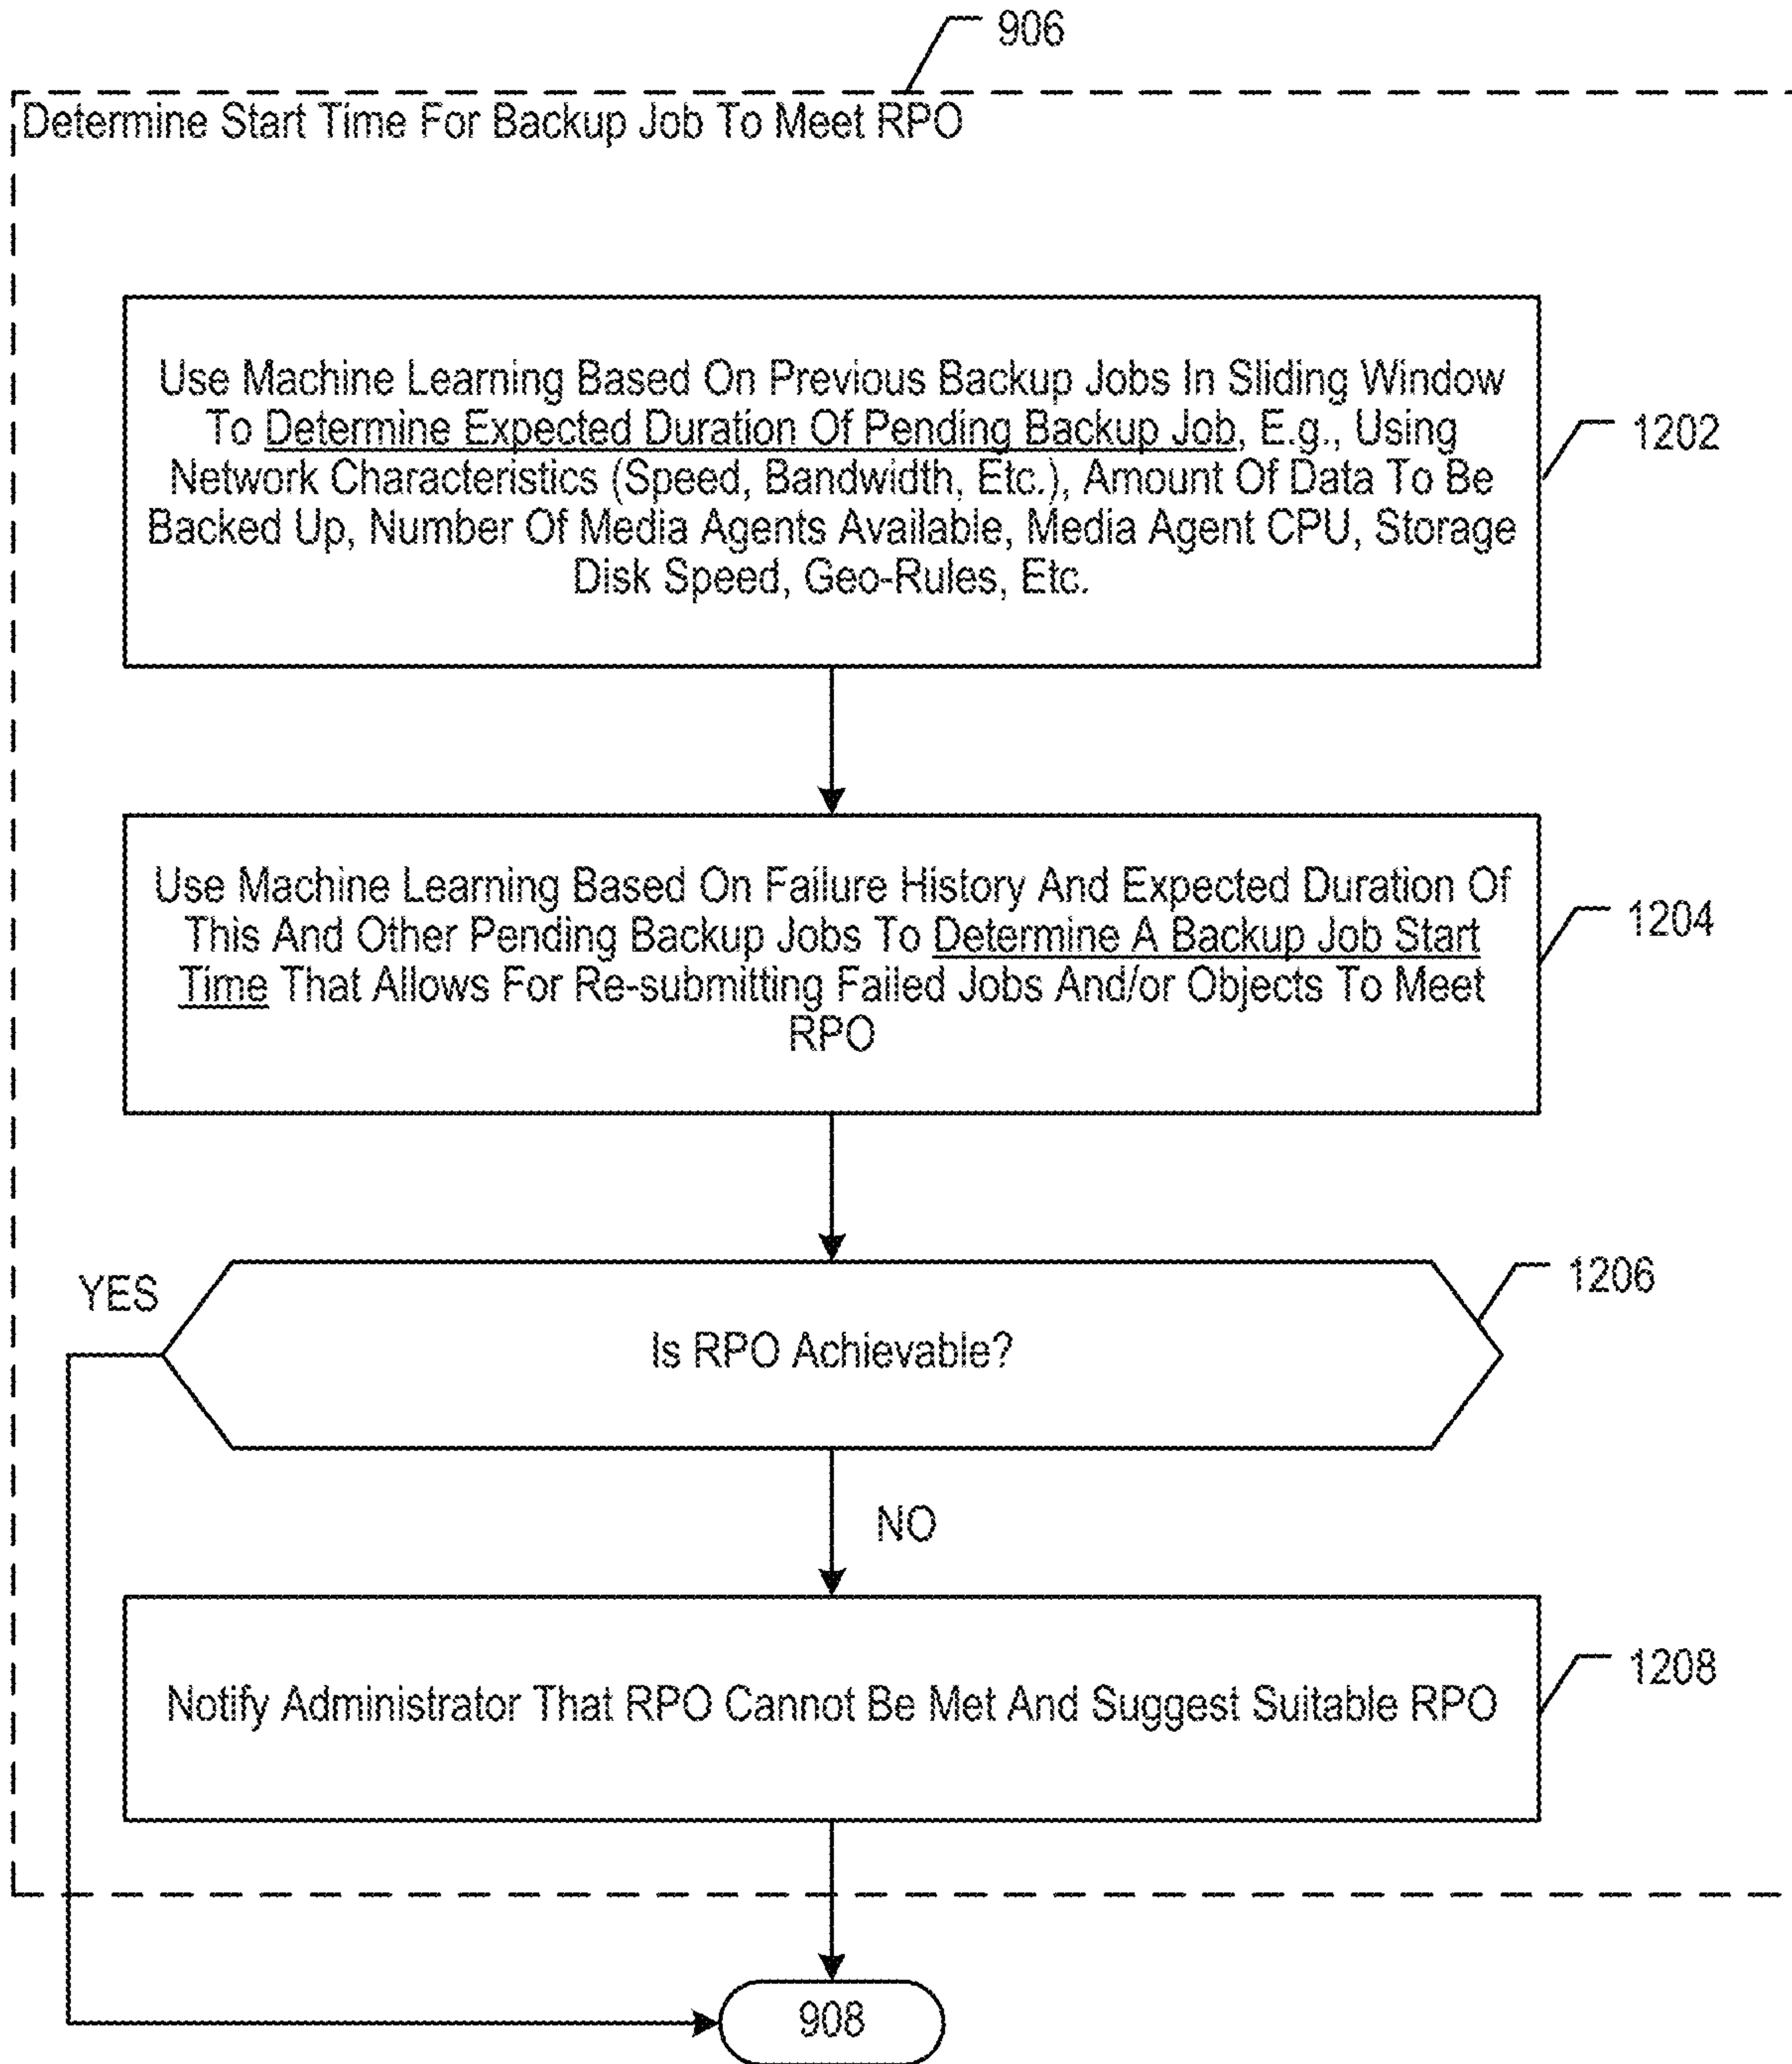 906
Determine Start Time For Backup Job To Meet RPO
Use Machine Learning Based On Previous Backup Jobs In Sliding Window
To Determine Expected Duration Of Pending Backup Job, E.g., Using
Network Characteristics (Speed, Bandwidth, Etc.), Amount Of Data To Be
Backed Up, Number Of Media Agents Available, Media Agent CPU, Storage
Disk Speed, Geo-Rules, Etc.
1202
Use Machine Learning Based On Failure History And Expected Duration Of
This And Other Pending Backup Jobs To Determine A Backup Job Start
Time That Allows For Re-submitting Failed Jobs And/or Objects To Meet
RPO
1204
YES
Is RPO Achievable?
1206
NO
Notify Administrator That RPO Cannot Be Met And Suggest Suitable RPO
1208
908